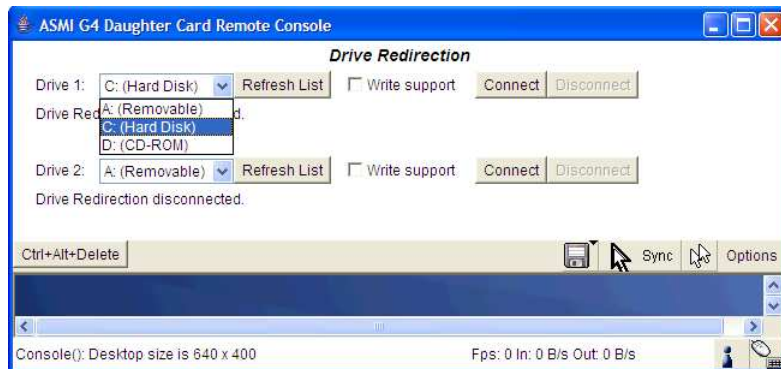 ASMI G4 Daughter Card Remote Console
Drive Redirection
Drive 1: C: (Hard Disk) Refresh List Write support Connect Disconnect
Drive Red d.
A: (Removable)
C: (Hard Disk)
D: (CD-ROM)
Drive 2: A: (Removable) Refresh List Write support Connect Disconnect
Drive Redirection disconnected.
Ctrl+Alt+Delete Sync Options
Console(): Desktop size is 640 x 400 Fps: 0 In: 0 B/s Out: 0 B/s